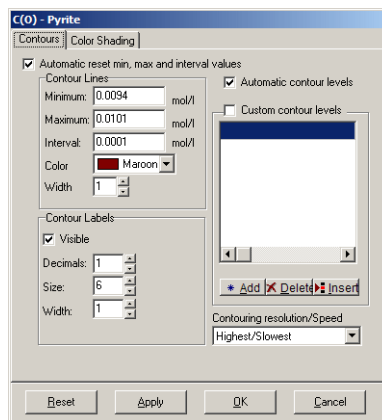 C(O) - Pyrite
Contours Color Shading
Automatic reset min, max and interval values
Contour Lines
Minimum: 0.0094 mol/l
Maximum: 0.0101 mol/l
Interval: 0.0001 mol/l
Color Maroon
Width 1
Automatic contour levels
Custom contour levels
Add Delete Insert
Contour Labels
Visible
Decimals: 1
Size: 6
Width: 1
Contouring resolution/Speed
Highest/Slowest
Reset Apply OK Cancel